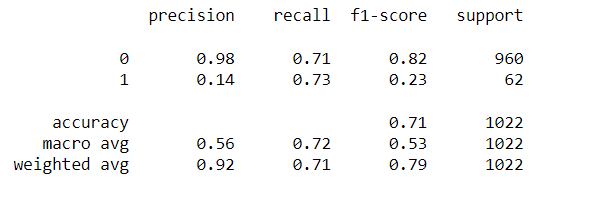 precision recall f1-score support
0 0.98 0.71 0.82 960
1 0.14 0.73 0.23 62
accuracy 0.71 1022
macro avg 0.56 0.72 0.53 1022
weighted avg 0.92 0.71 0.79 1022